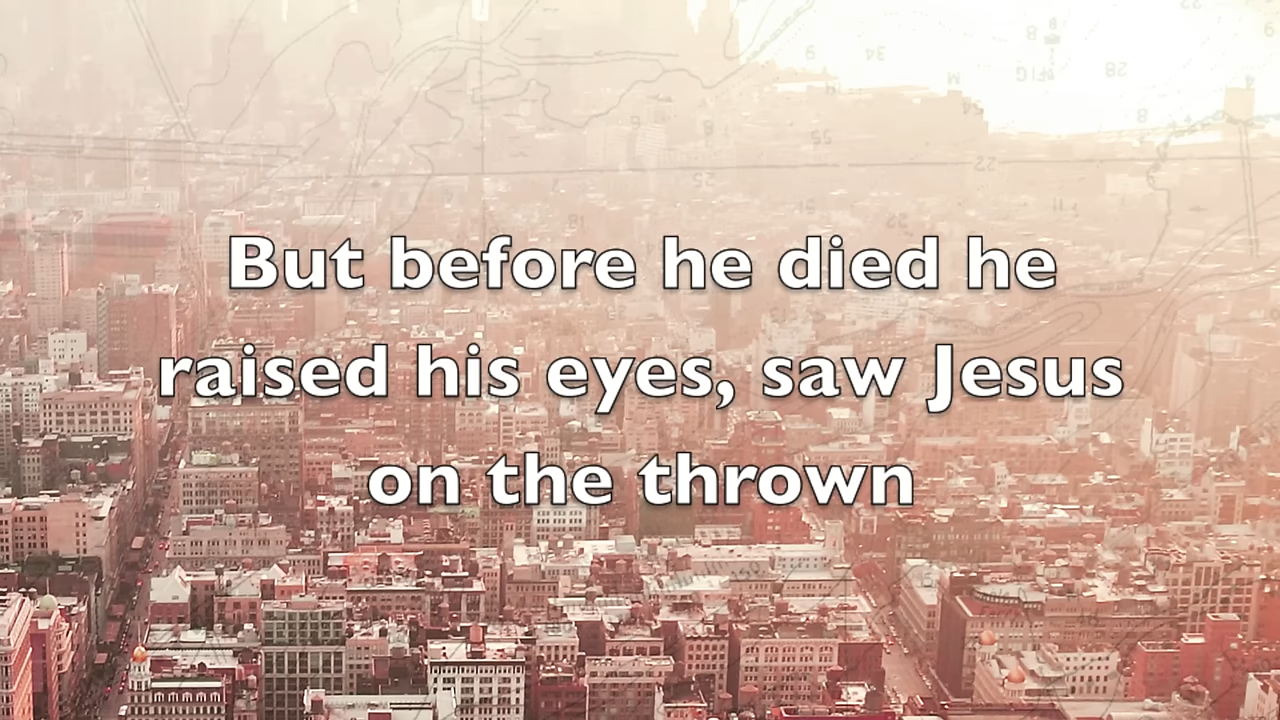 But before he died he
raised his eyes, saw Jesus
on the thrown